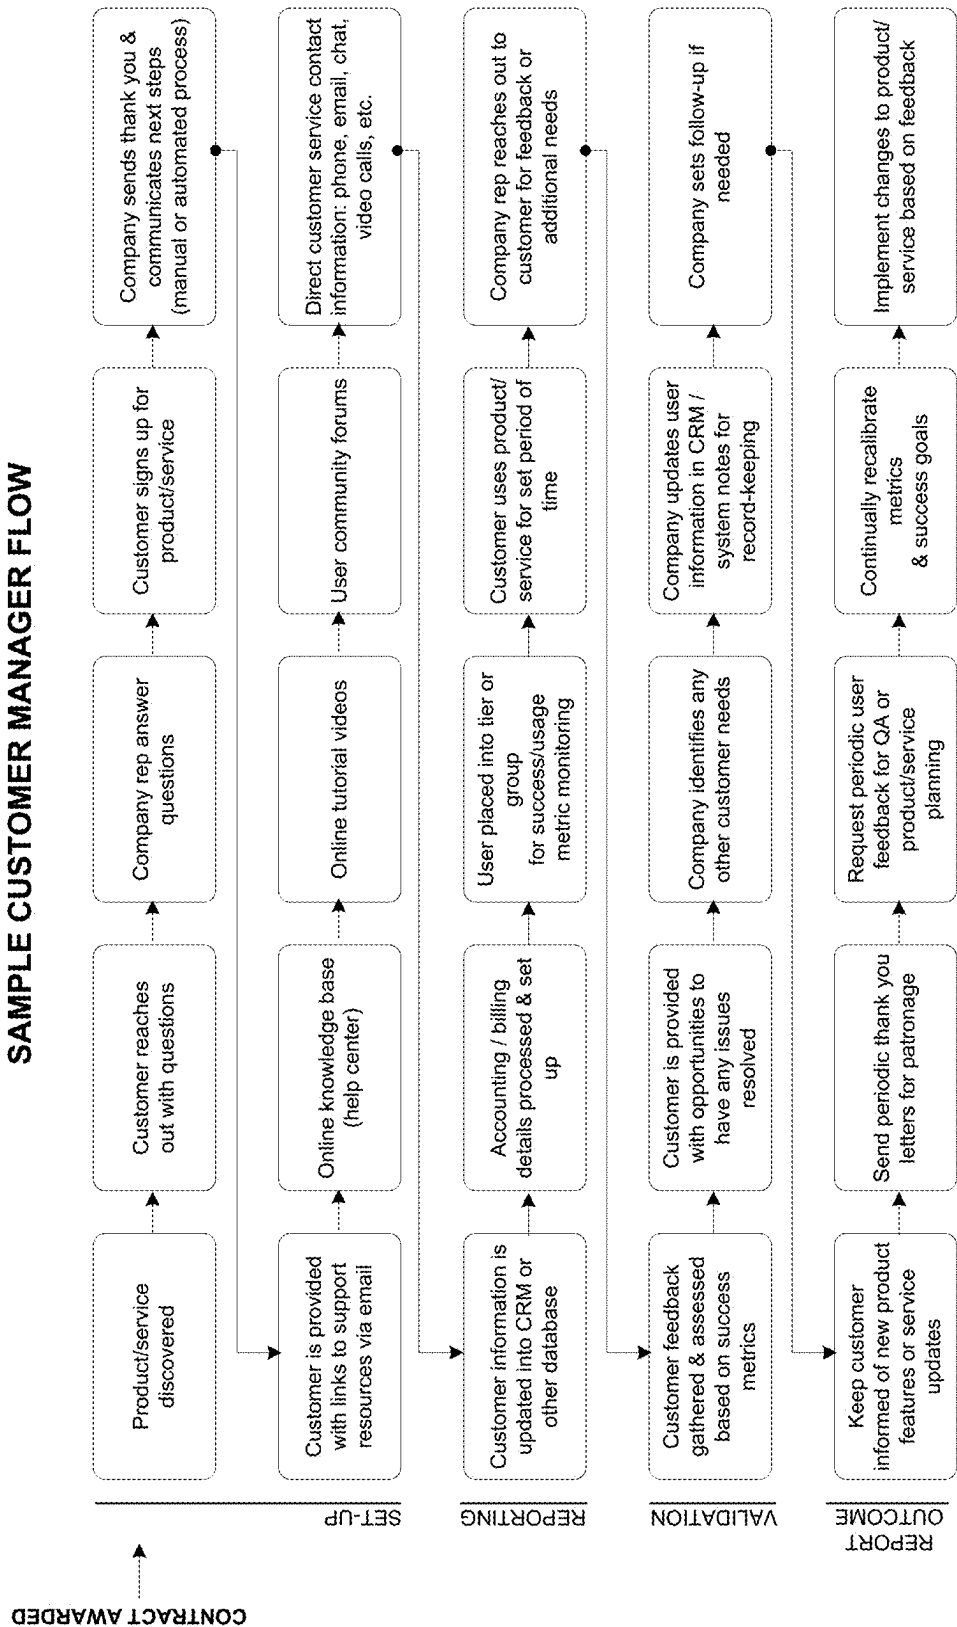 SAMPLE CUSTOMER MANAGER FLOW
CONTRACT AWARDED
SET-UP
Product/service
discovered
Customer reaches
out with questions
Company rep answer
questions
Customer signs up for
product/service
Company sends thank you &
communicates next steps
(manual or automated process)
Customer is provided
with links to support
resources via email
Online knowledge base
(help center)
Online tutorial videos
User community forums
Direct customer service contact
information: phone, email, chat,
video calls, etc.
REPORTING
Customer information is
updated into CRM or
other database
Accounting / billing
details processed & set
up
User placed into tier or
group
for success/usage
metric monitoring
Customer uses product/
service for set period of
time
Company rep reaches out to
customer for feedback or
additional needs
VALIDATION
Customer feedback
gathered & assessed
based on success
metrics
Customer is provided
with opportunities to
have any issues
resolved
Company identifies any
other customer needs
Company updates user
information in CRM /
system notes for
record-keeping
Company sets follow-up if
needed
REPORT
OUTCOME
Keep customer
informed of new product
features or service
updates
Send periodic thank you
letters for patronage
Request periodic user
feedback for QA or
product/service
planning
Continually recalibrate
metrics
& success goals
Implement changes to product/
service based on feedback